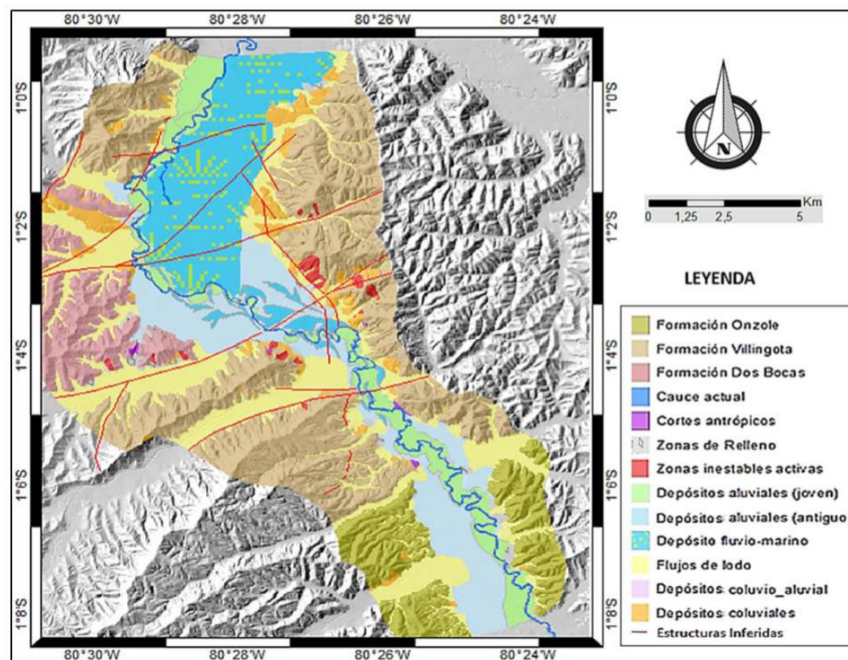 80°30'W 80°28'W 80°26'W 80°24'W
1°0'S 1°0'S
1°2'S 1°2'S
1°4'S 1°4'S
1°6'S 1°6'S
1°8'S 1°8'S
80°30'W 80°28'W 80°26'W 80°24'W
N
Km
0 1,25 2,5 5
LEYENDA
Formación Onzole
Formación Villingota
Formación Dos Bocas
Cauce actual
Cortes antrópicos
Zonas de Relleno
Zonas inestables activas
Depósitos aluviales (joven)
Depósitos aluviales (antiguo
Depósito fluvio-marino
Flujos de lodo
Depósitos coluvio_aluvial
Depósitos coluviales
Estructuras Inferidas